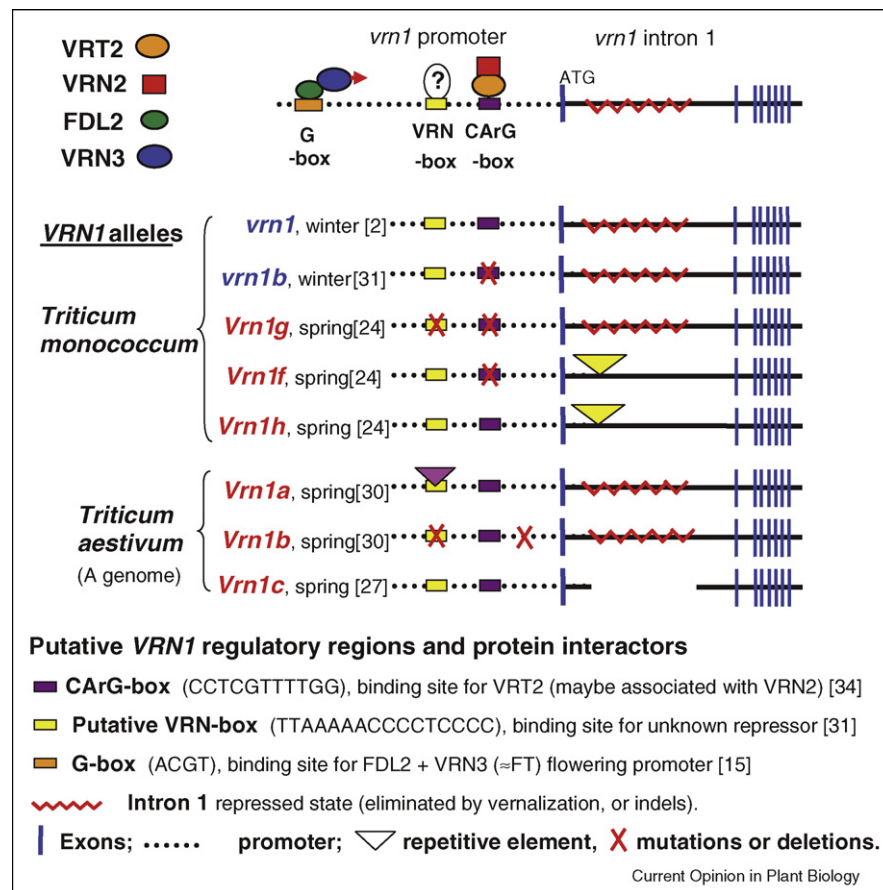 vrn1 promoter
vrn1 intron 1
VRT2
VRN2
FDL2
VRN3
?
ATG
G
-box
VRN
-box
CArG
-box
VRN1 alleles
vrn1, winter [2]
vrn1b, winter[31]
Triticum
monococcum
Vrn1g, spring[24]
Vrn1f, spring[24]
Vrn1h, spring [24]
Triticum
aestivum
(A genome)
Vrn1a, spring[30]
Vrn1b, spring[30]
Vrn1c, spring [27]
Putative VRN1 regulatory regions and protein interactors
CArG-box (CCTCGTTTTGG), binding site for VRT2 (maybe associated with VRN2) [34]
Putative VRN-box (TTAAAAACCCCTCCCC), binding site for unknown repressor [31]
G-box (ACGT), binding site for FDL2 + VRN3 (≈FT) flowering promoter [15]
Intron 1 repressed state (eliminated by vernalization, or indels).
Exons; ...... promoter; repetitive element, mutations or deletions.
Current Opinion in Plant Biology